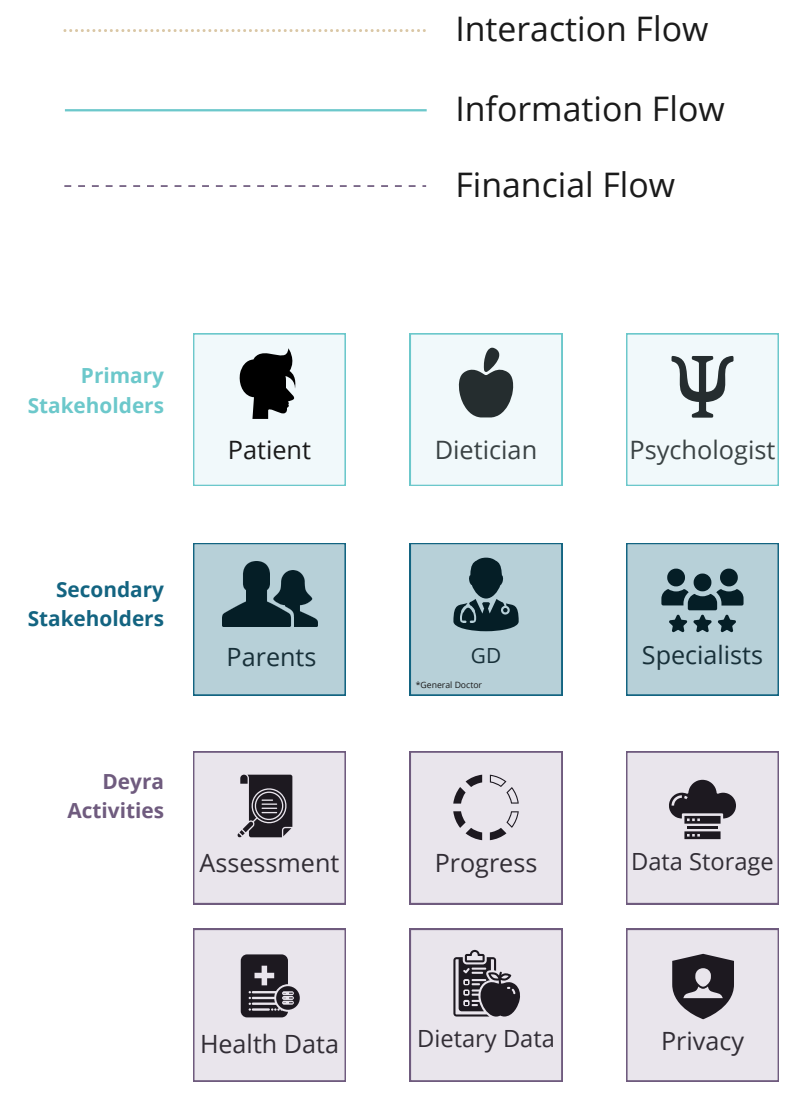 Interaction Flow
Information Flow
Financial Flow
Primary
Stakeholders
Patient
Dietician
Psychologist
Secondary
Stakeholders
Parents
GD
*General Doctor
Specialists
Deyra
Activities
Assessment
Progress
Data Storage
Health Data
Dietary Data
Privacy